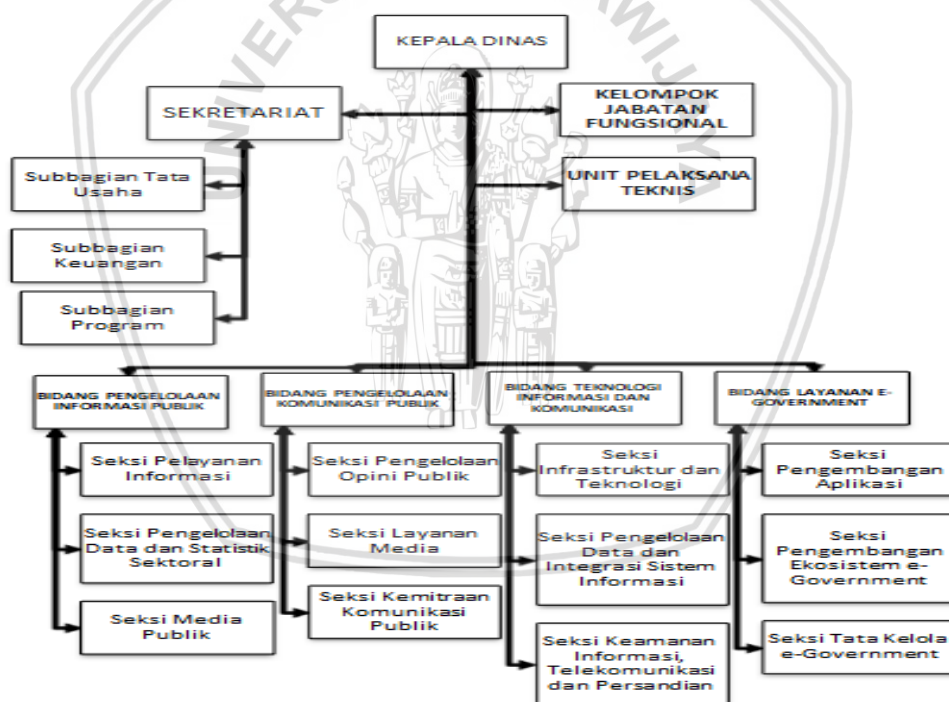 KEPALA DINAS
SEKRETARIAT
KELOMPOK
JABATAN
FUNGSIONAL
Subbagian Tata
Usaha
UNIT PELAKSANA
TEKNIS
Subbagian
Keuangan
Subbagian
Program
BIDANG PENGELOLAAN
INFORMASI PUBLIK
BIDANG PENGELOLAAN
KOMUNIKASI PUBLIK
BIDANG TEKNOLOGI
INFORMASI DAN
KOMUNIKASI
BIDANG LAYANAN E-
GOVERNMENT
Seksi Pelayanan
Informasi
Seksi Pengelolaan
Data dan Statistik
Sektoral
Seksi Media
Publik
Seksi Pengelolaan
Opini Publik
Seksi Layanan
Media
Seksi Kemitraan
Komunikasi
Publik
Seksi
Infrastruktur dan
Teknologi
Seksi Pengelolaan
Data dan
Integrasi Sistem
Informasi
Seksi Keamanan
Informasi,
Telekomunikasi
dan Persandian
Seksi
Pengembangan
Aplikasi
Seksi
Pengembangan
Ekosistem e-
Government
Seksi Tata Kelola
e-Government